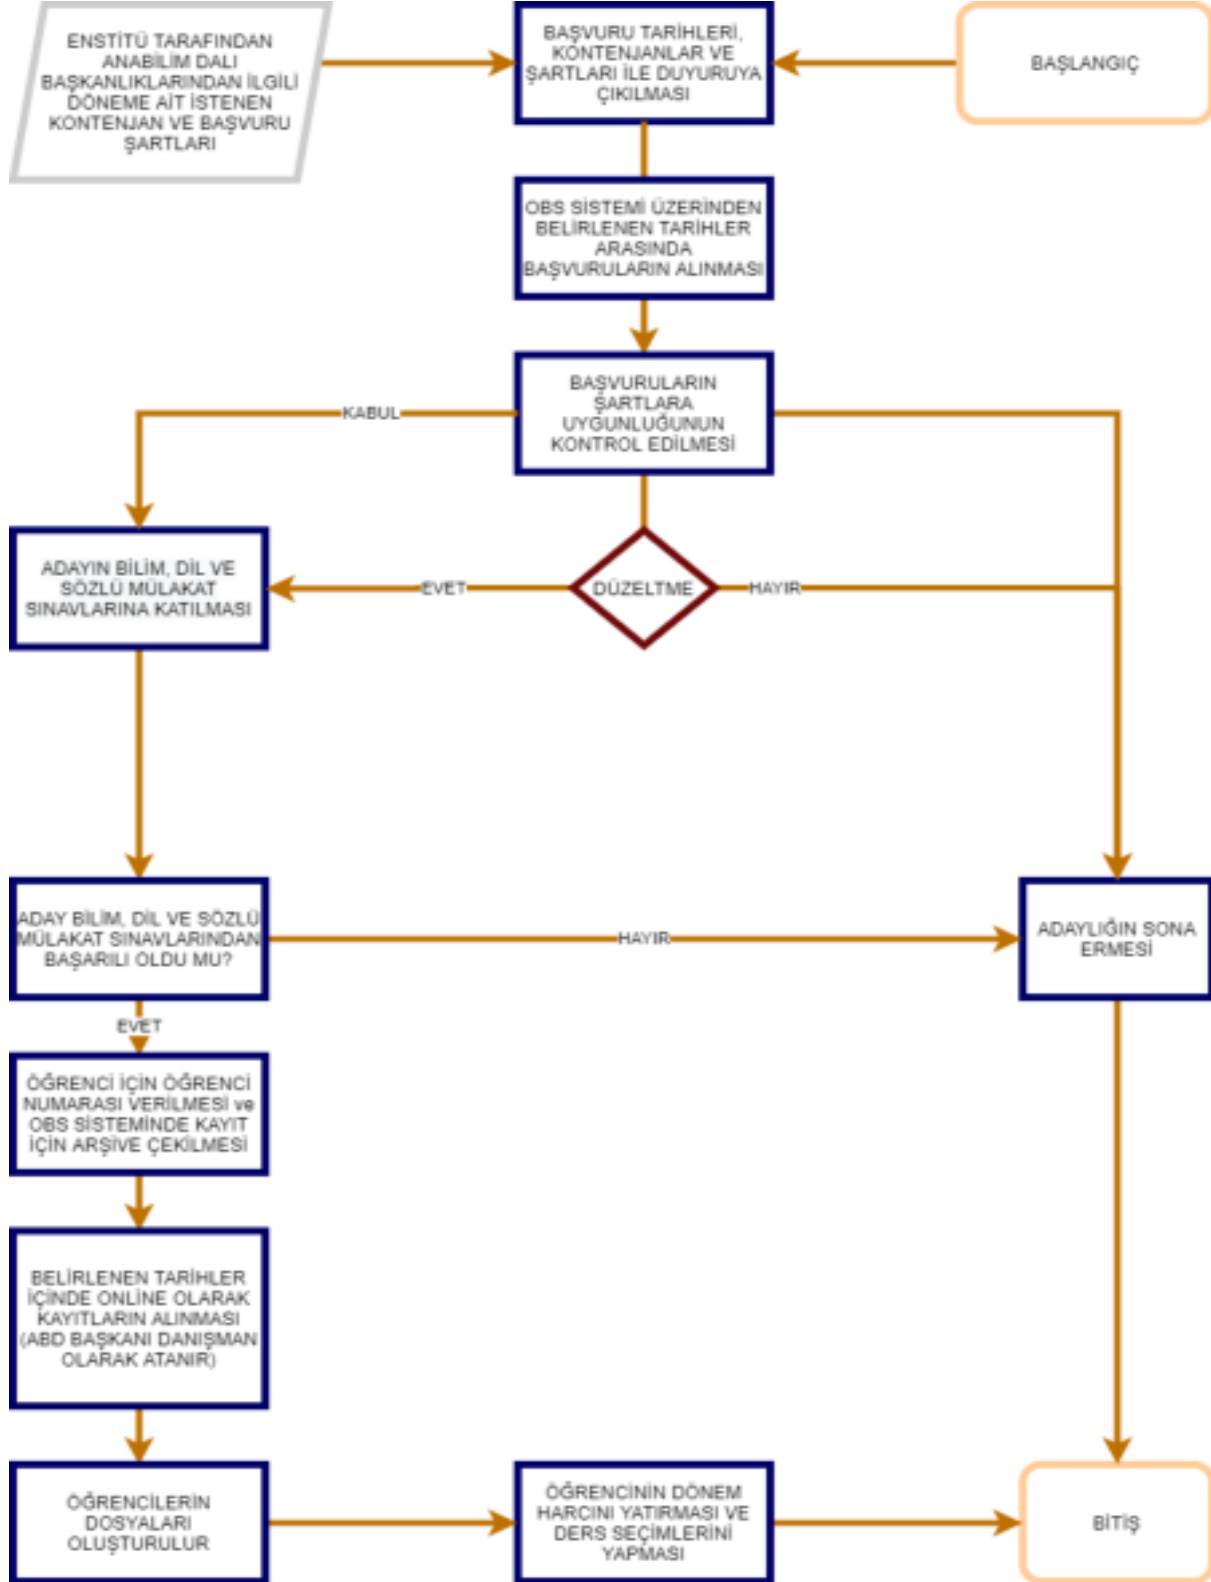 ENSTİTÜ TARAFINDAN
ANABİLİM DALI
BAŞKANLIKLARINDAN İLGİLİ
DÖNEME AİT İSTENEN
KONTENJAN VE BAŞVURU
ŞARTLARI
BAŞVURU TARİHLERİ,
KONTENJANLAR VE
ŞARTLARI İLE DUYURUYA
ÇIKILMASI
BAŞLANGIÇ
OBS SİSTEMİ ÜZERİNDEN
BELİRLENEN TARİHLER
ARASINDA
BAŞVURULARIN ALINMASI
BAŞVURULARIN
ŞARTLARA
UYGUNLUĞUNUN
KONTROL EDİLMESİ
KABUL
ADAYIN BİLİM, DİL VE
SÖZLÜ MÜLAKAT
SINAVLARINA KATILMASI
EVET
DÜZELTME
HAYIR
ADAY BİLİM, DİL VE SÖZLÜ
MÜLAKAT SINAVLARINDAN
BAŞARILI OLDU MU?
HAYIR
ADAYLIĞIN SONA
ERMESİ
EVET
ÖĞRENCİ İÇİN ÖĞRENCİ
NUMARASI VERİLMESİ ve
OBS SİSTEMİNDE KAYIT
İÇİN ARŞİVE ÇEKİLMESİ
BELİRLENEN TARİHLER
İÇİNDE ONLINE OLARAK
KAYITLARIN ALINMASI
(ABD BAŞKANI DANIŞMAN
OLARAK ATANIR)
ÖĞRENCİLERİN
DOSYALARI
OLUŞTURULUR
ÖĞRENCİNİN DÖNEM
HARCINI YATIRMASI VE
DERS SEÇİMLERİNİ
YAPMASI
BİTİŞ